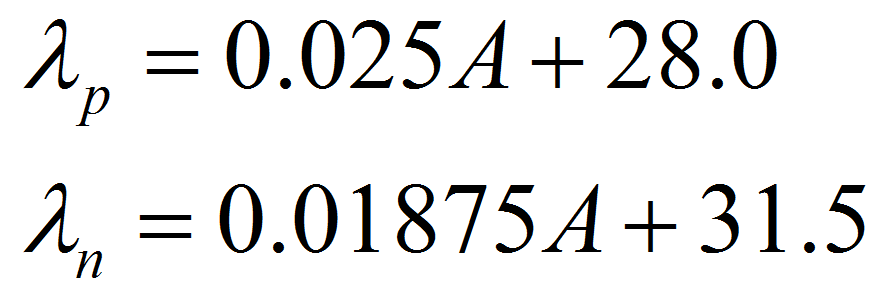 λp = 0.025A + 28.0
λn = 0.01875A + 31.5